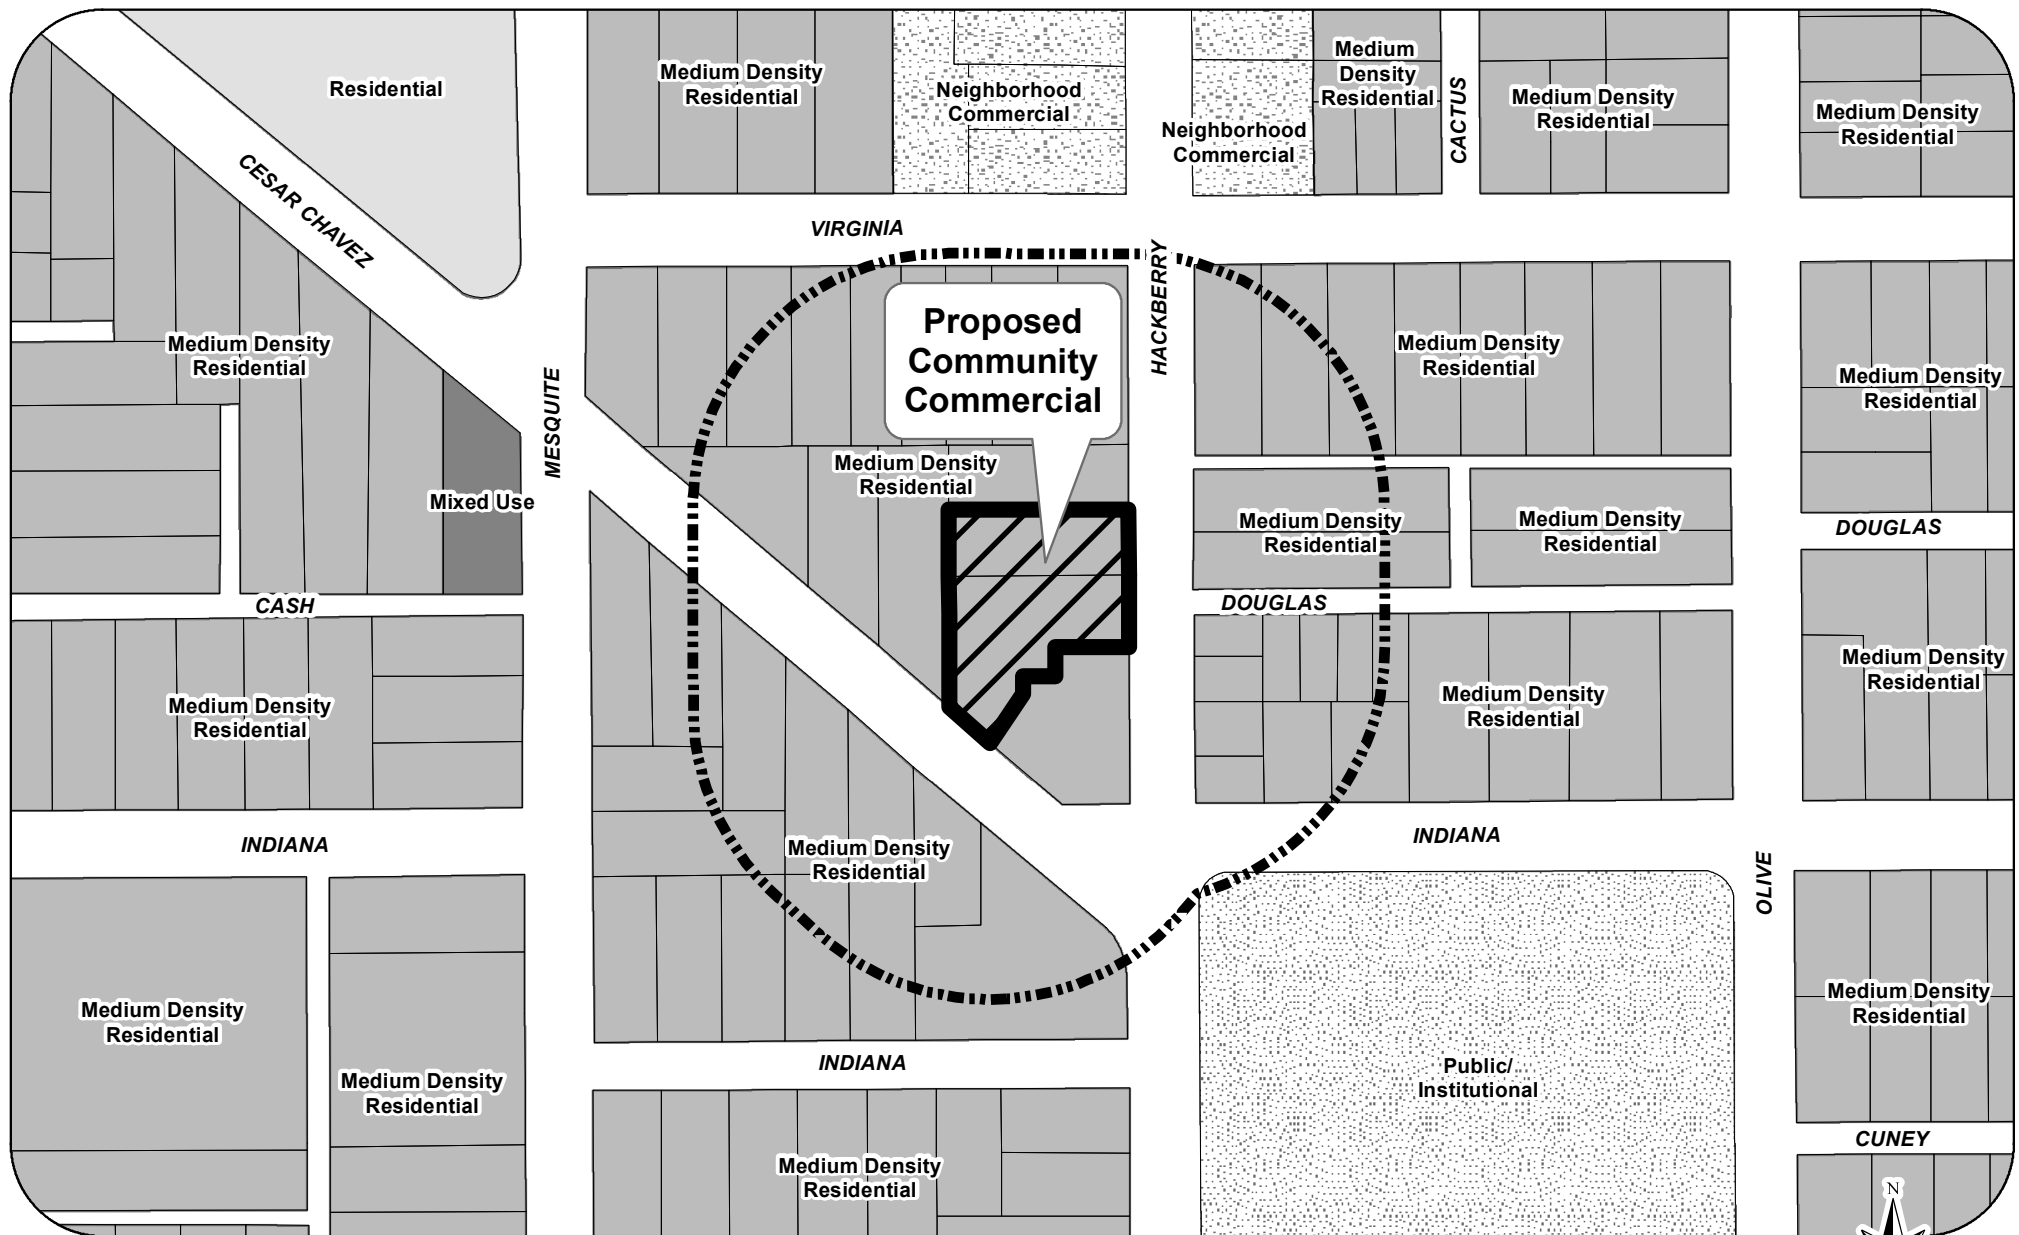 Residential
Medium Density
Residential
Neighborhood
Commercial
Neighborhood
Commercial
Medium
Density
Residential
CACTUS
Medium Density
Residential
Medium Density
Residential
CESAR CHAVEZ
VIRGINIA
HACKBERRY
Proposed
Community
Commercial
Medium Density
Residential
MESQUITE
Medium Density
Residential
Medium Density
Residential
Medium Density
Residential
Mixed Use
Medium Density
Residential
Medium Density
Residential
DOUGLAS
CASH
DOUGLAS
Medium Density
Residential
Medium Density
Residential
Medium Density
Residential
INDIANA
Medium Density
Residential
INDIANA
OLIVE
Medium Density
Residential
Medium Density
Residential
Medium Density
Residential
INDIANA
Public/
Institutional
CUNEY
Medium Density
Residential
N